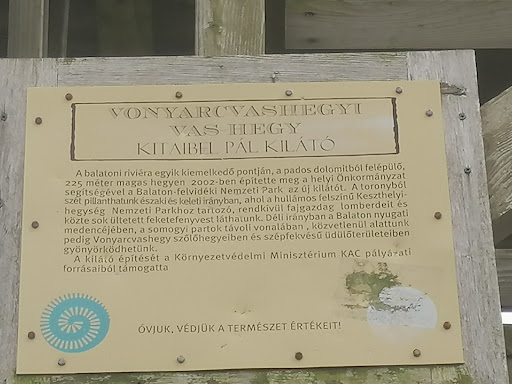 VONYARCVASHEGYI
VAS HEGY
KITAIBEL PÁL KILÁTÓ
A balatoni riviéra egyik kiemelkedő pontján, a pados dolomitból felépülő,
225 méter magas hegyen 2002-ben építette meg a helyi Önkormányzat
segítségével a Balaton-felvidéki Nemzeti Park az új kilátót. A toronyból
szét pillanthatunk északi és keleti irányban, ahol a hullámos felszínű Keszthelyi-
hegység Nemzeti Parkhoz tartozó, rendkívül fajgazdag lomberdeit és
közte sok ültetett feketefenyvest láthatunk. Déli irányban a Balaton nyugati
medencéjében, a somogyi partok távoli vonalában, közvetlenül alattunk
pedig Vonyarcvashegy szőlőhegyeiben és szépfekvésű üdülőterületeiben
gyönyörködhetünk.
A kilátó építését a Környezetvédelmi Minisztérium KAC pályázati
forrásaiból támogatta
ÓVJUK, VÉDJÜK A TERMÉSZET ÉRTÉKEIT!